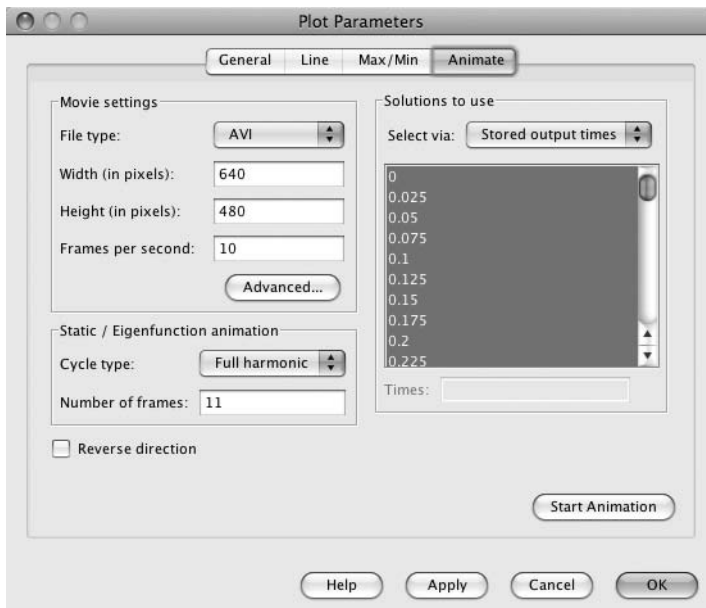 Plot Parameters
General Line Max/Min Animate
Movie settings
File type: AVI
Width (in pixels): 640
Height (in pixels): 480
Frames per second: 10
Advanced...
Static / Eigenfunction animation
Cycle type: Full harmonic
Number of frames: 11
Reverse direction
Solutions to use
Select via: Stored output times
0
0.025
0.05
0.075
0.1
0.125
0.15
0.175
0.2
0.225
Times:
Start Animation
Help Apply Cancel OK